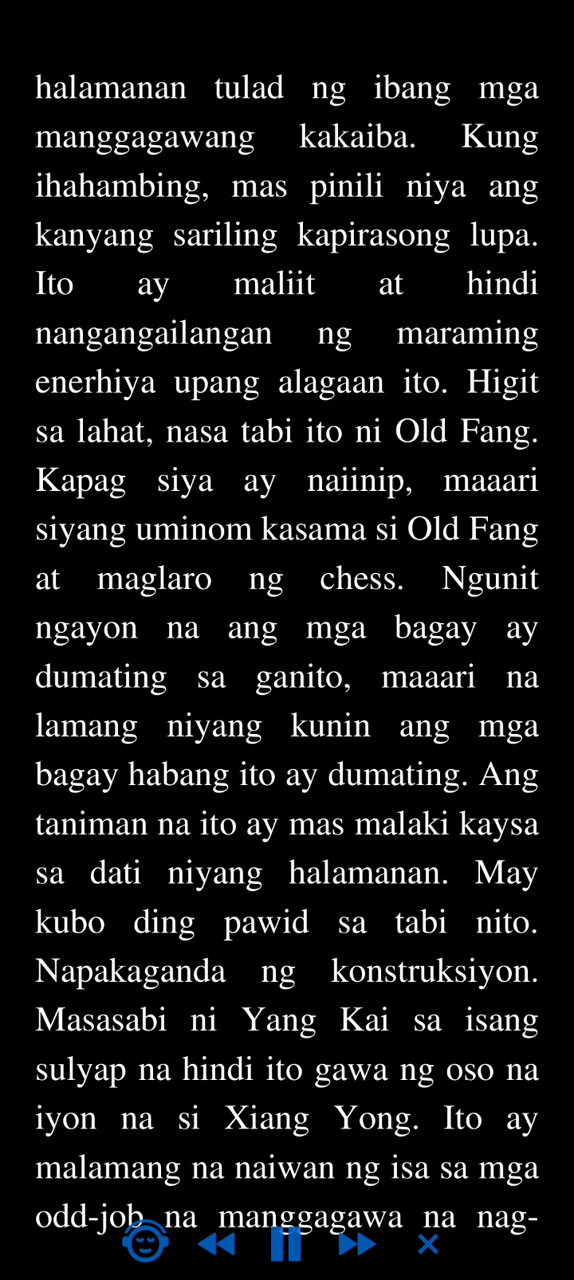 halamanan tulad ng ibang mga
manggagawang kakaiba. Kung
ihahambing, mas pinili niya ang
kanyang sariling kapirasong lupa.
Ito ay maliit at hindi
nangangailangan ng maraming
enerhiya upang alagaan ito. Higit
sa lahat, nasa tabi ito ni Old Fang.
Kapag siya ay naiinip, maaari
siyang uminom kasama si Old Fang
at maglaro ng chess. Ngunit
ngayon na ang mga bagay ay
dumating sa ganito, maaari na
lamang niyang kunin ang mga
bagay habang ito ay dumating. Ang
taniman na ito ay mas malaki kaysa
sa dati niyang halamanan. May
kubo ding pawid sa tabi nito.
Napakaganda ng konstruksiyon.
Masasabi ni Yang Kai sa isang
sulyap na hindi ito gawa ng oso na
iyon na si Xiang Yong. Ito ay
malamang na naiwan ng isa sa mga
odd-job na manggagawa na nag-